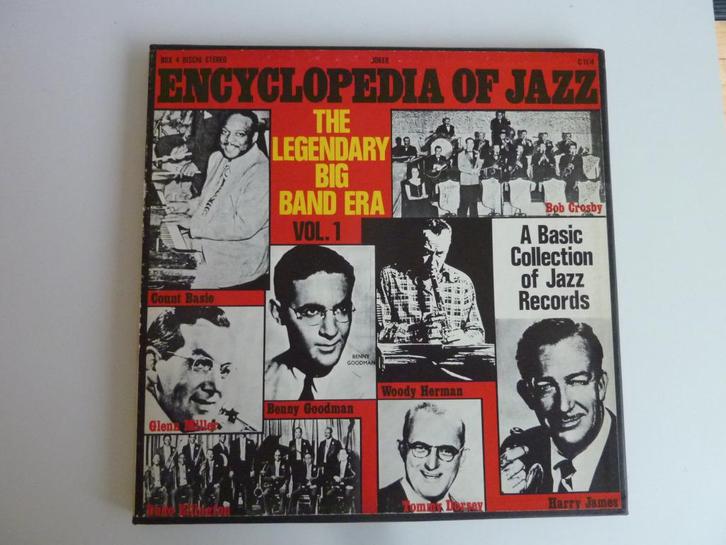 BOX 4 DISCHI STEREO
JOKER
C 11/4
ENCYCLOPEDIA OF JAZZ
THE
LEGENDARY
BIG
BAND ERA
VOL. 1
Bob Crosby
A Basic
Collection
of Jazz
Records
Count Basie
BENNY
GOODMAN
Woody Herman
Benny Goodman
Glenn Miller
Duke Ellington
Tommy Dorsey
Harry James